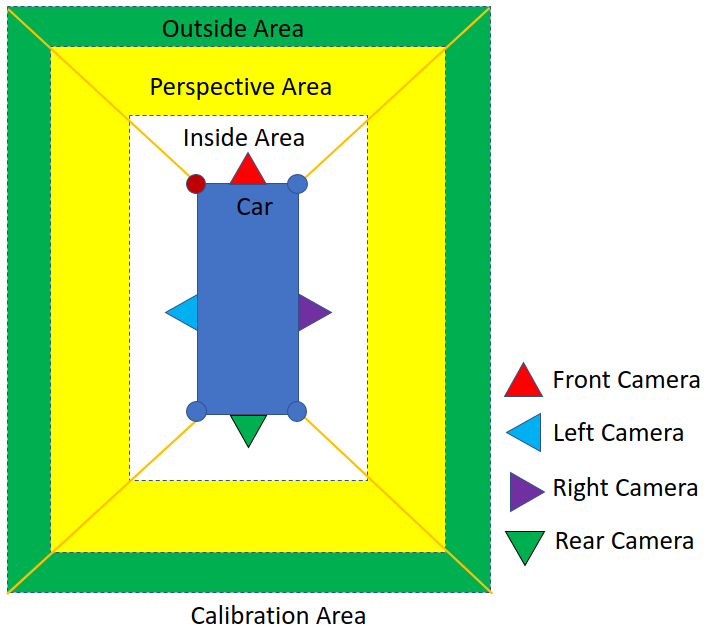 Outside Area
Perspective Area
Inside Area
Car
Front Camera
Left Camera
Right Camera
Rear Camera
Calibration Area